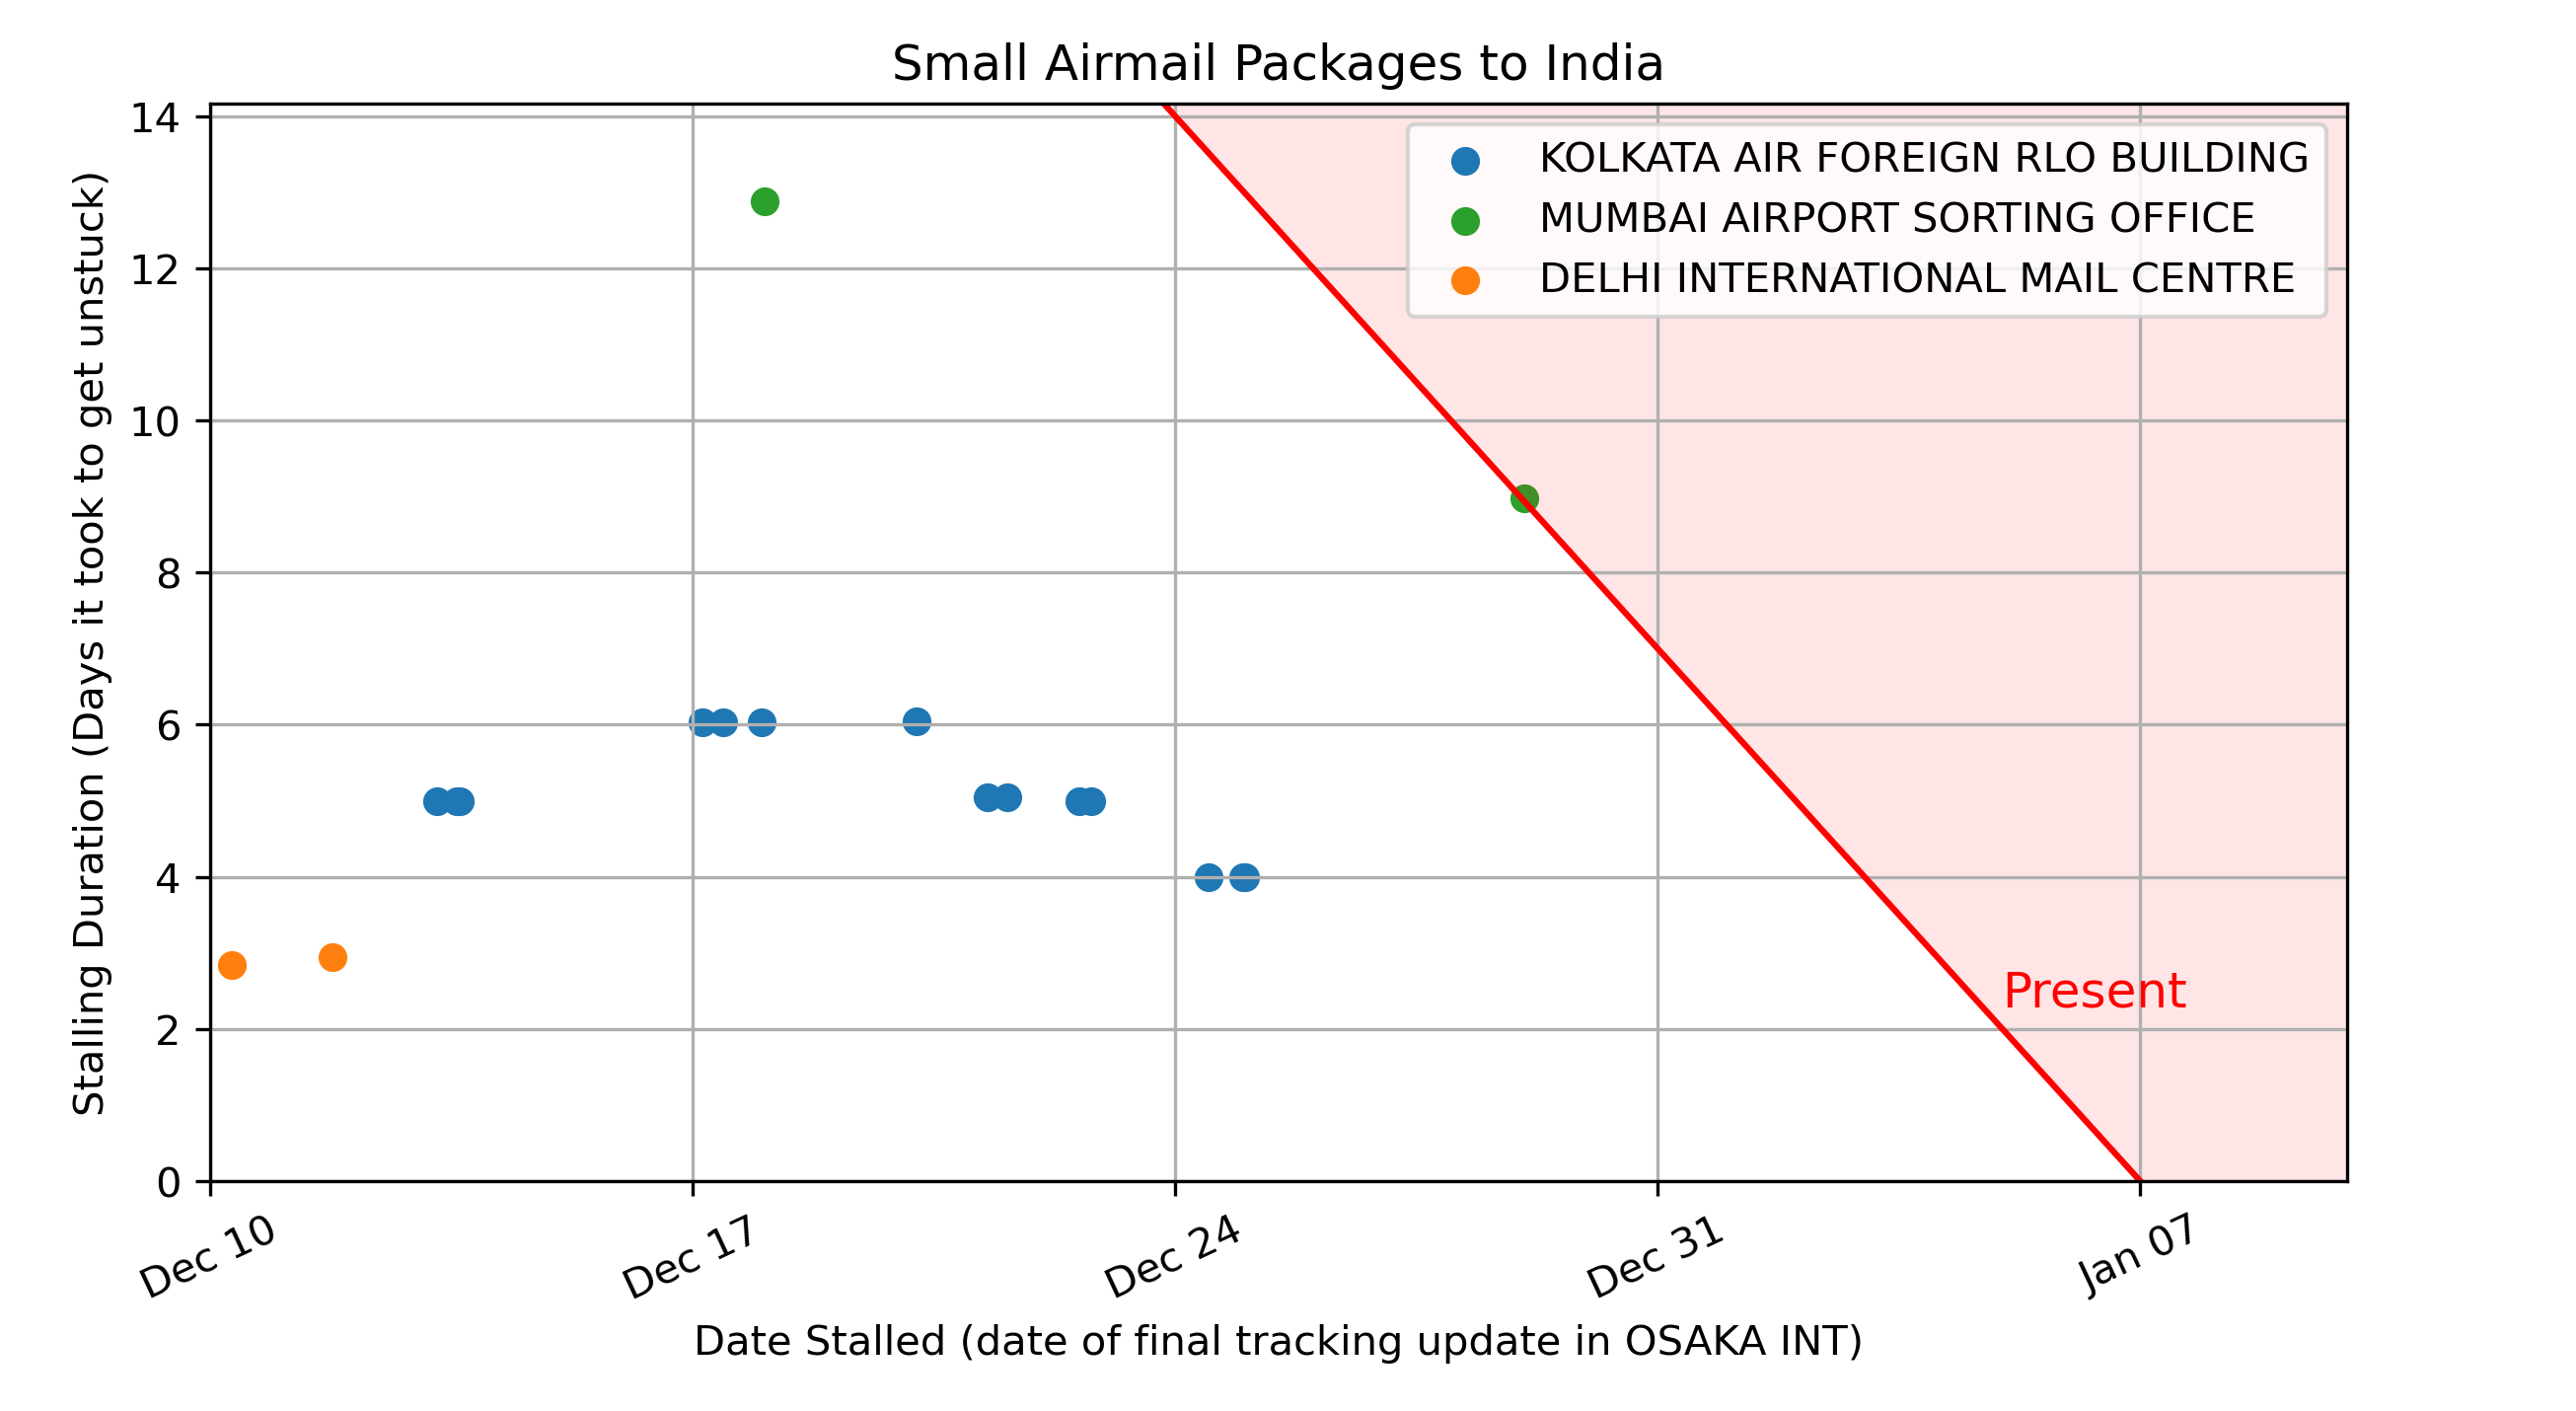 Small Airmail Packages to India
Stalling Duration (Days it took to get unstuck)
14
12
10
8
6
4
2
0
KOLKATA AIR FOREIGN RLO BUILDING
MUMBAI AIRPORT SORTING OFFICE
DELHI INTERNATIONAL MAIL CENTRE
Present
Dec 10
Dec 17
Dec 24
Dec 31
Jan 07
Date Stalled (date of final tracking update in OSAKA INT)